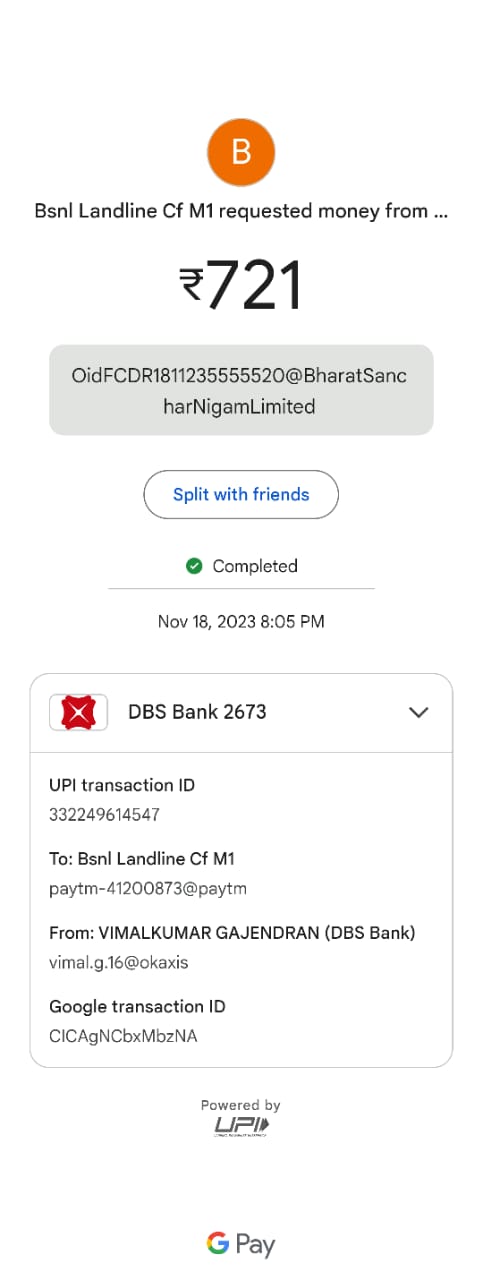 B
Bsnl Landline Cf M1 requested money from ...
₹721
OidFCDR1811235555520@BharatSanc
harNigamLimited
Split with friends
Completed
Nov 18, 2023 8:05 PM
DBS Bank 2673
UPI transaction ID
332249614547
To: Bsnl Landline Cf M1
paytm-41200873@paytm
From: VIMALKUMAR GAJENDRAN (DBS Bank)
vimal.g.16@okaxis
Google transaction ID
CICAgNCbxMbzNA
Powered by
UPI
G Pay